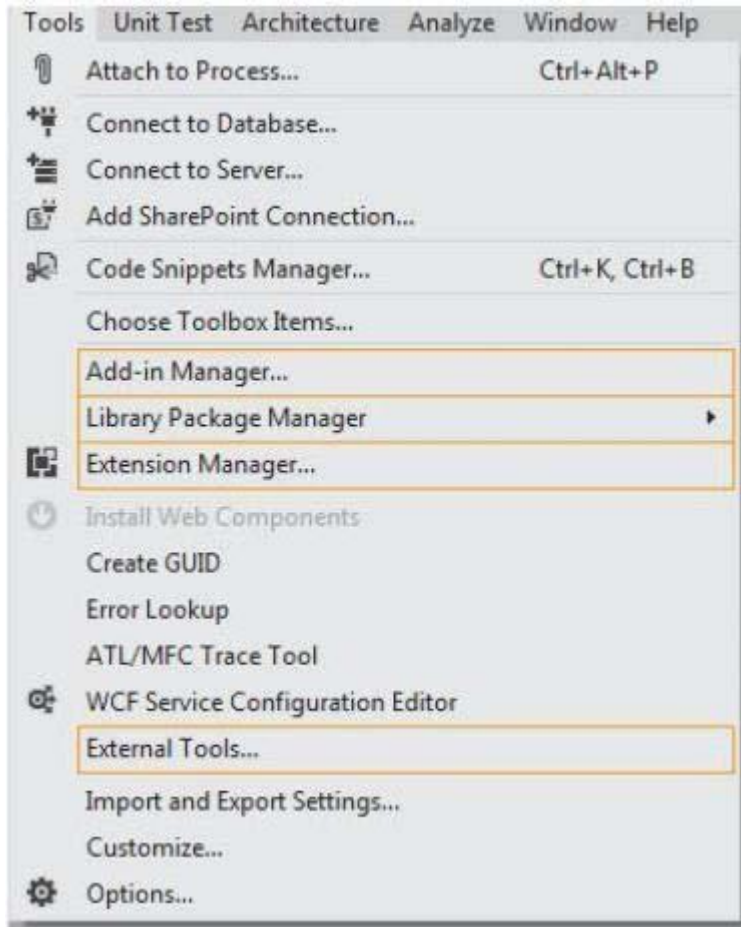 Tools Unit Test Architecture Analyze Window Help
Attach to Process... Ctrl+Alt+P
Connect to Database...
Connect to Server...
Add SharePoint Connection...
Code Snippets Manager... Ctrl+K, Ctrl+B
Choose Toolbox Items...
Add-in Manager...
Library Package Manager
Extension Manager...
Install Web Components
Create GUID
Error Lookup
ATL/MFC Trace Tool
WCF Service Configuration Editor
External Tools...
Import and Export Settings...
Customize...
Options...